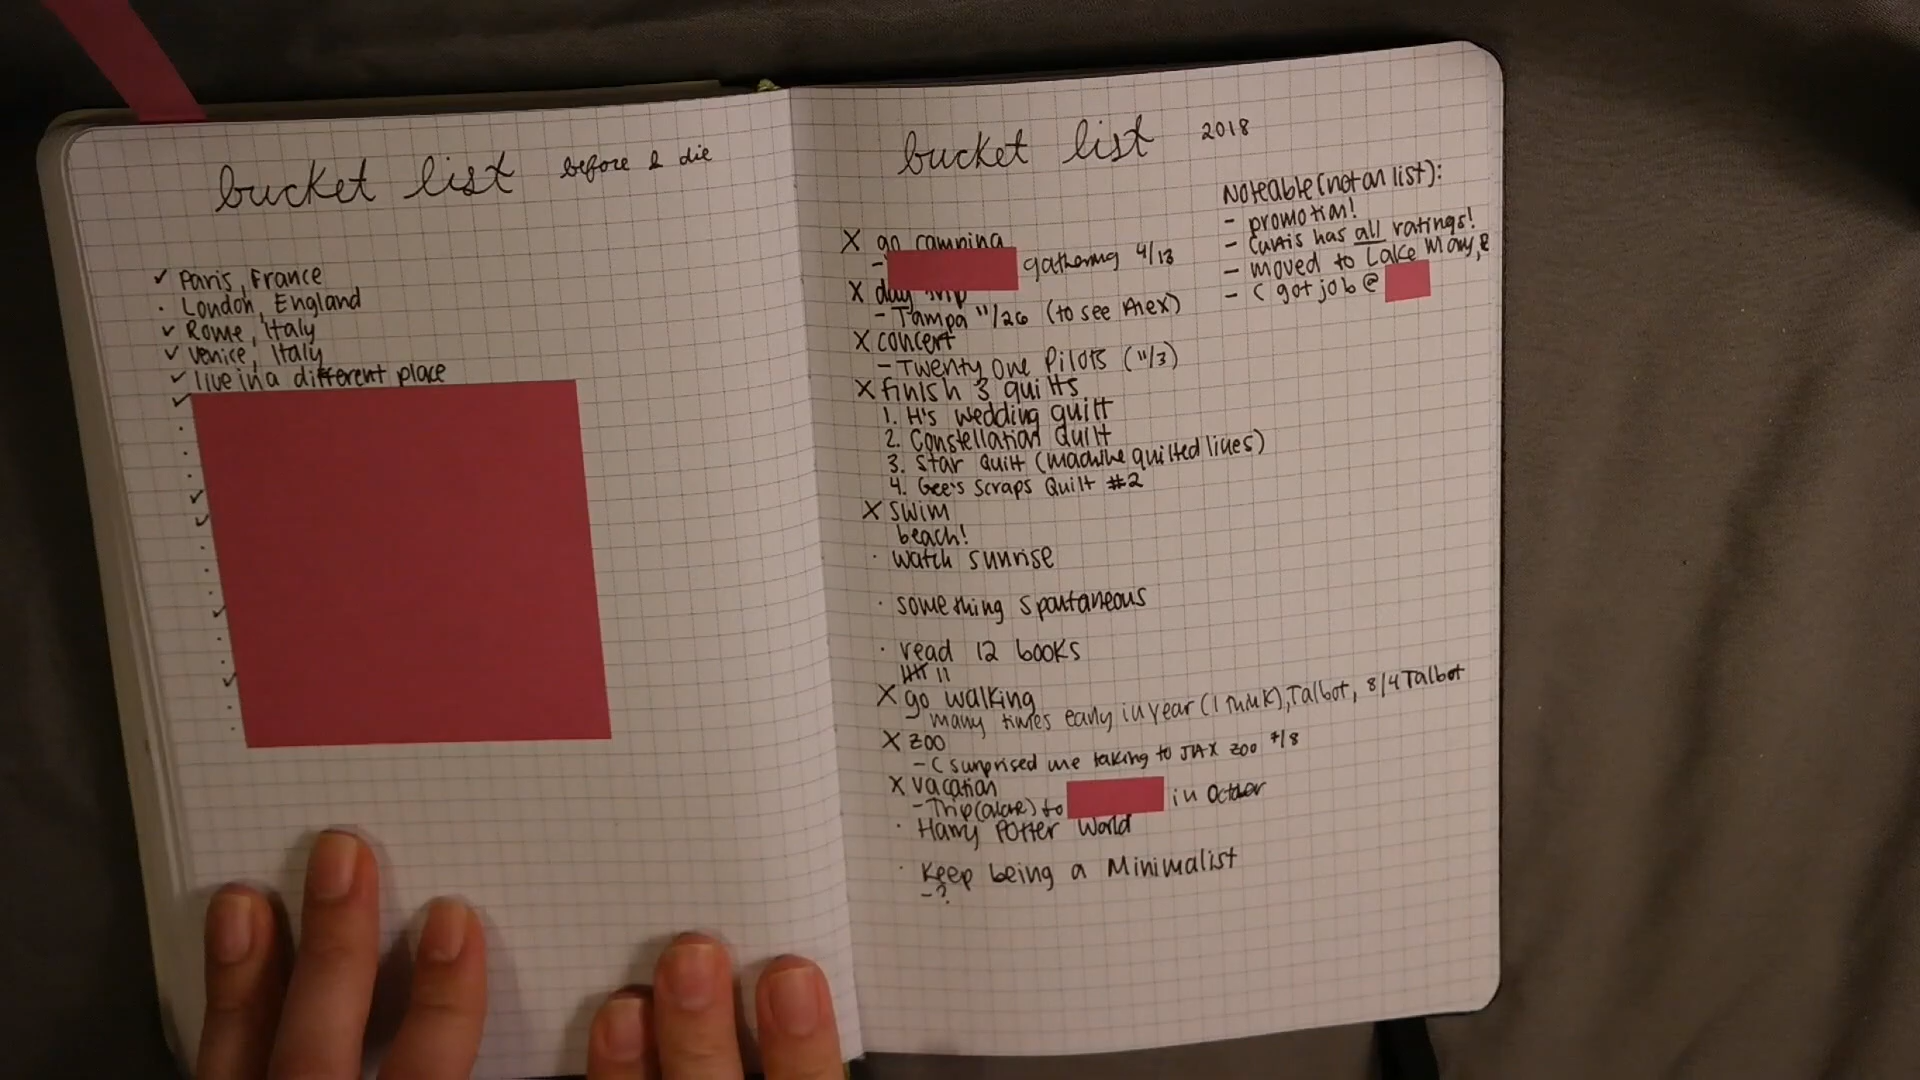 bucket list before I die
✓ Paris, France
· London, England
✓ Rome, Italy
✓ Venice, Italy
✓ live in a different place
bucket list 2018
Noteable (not on list):
- promotion!
- Curtis has all ratings!
- moved to Lake Mary,
- C got job @
X go camping
- gathering 4/13
X day trip
- Tampa 11/26 (to see Alex)
X concert
- Twenty One Pilots (11/3)
X finish 3 quilts
1. H's wedding quilt
2. Constellation Quilt
3. Star Quilt (machine quilted lines)
4. Gee's Scraps Quilt #2
X swim
beach!
· watch sunrise
· something spontaneous
· read 12 books
X go walking
- many times early in year (I think), Talbot, 8/4 Talbot
X zoo
- C surprised me taking to JAX zoo 7/8
X vacation
- Trip (alone) to in October
· Harry Potter World
· Keep being a Minimalist
- ?